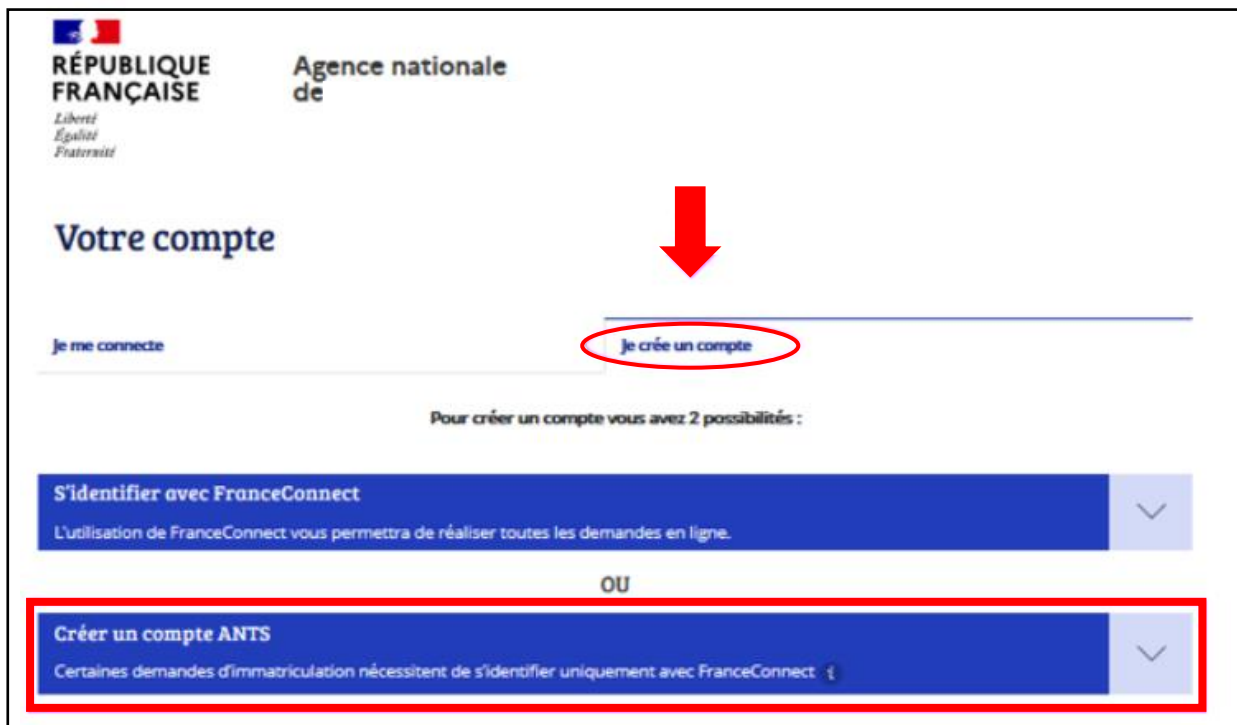 RÉPUBLIQUE
FRANÇAISE
Liberté
Égalité
Fraternité
Agence nationale
de
Votre compte
Je me connecte
Je crée un compte
Pour créer un compte vous avez 2 possibilités :
S'identifier avec FranceConnect
L'utilisation de FranceConnect vous permettra de réaliser toutes les demandes en ligne.
OU
Créer un compte ANTS
Certaines demandes d'immatriculation nécessitent de s'identifier uniquement avec FranceConnect i